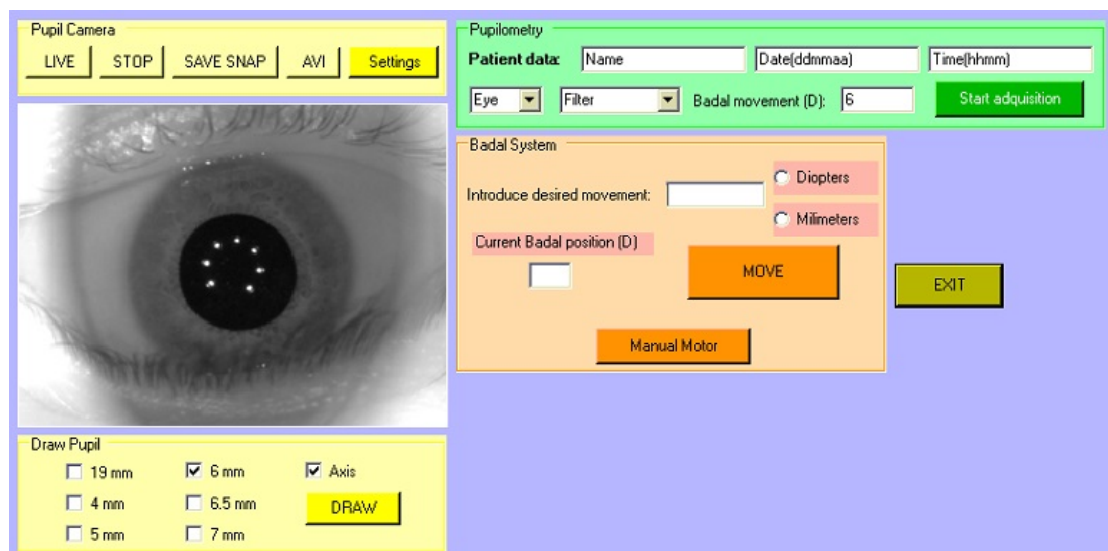 Pupil Camera
LIVE STOP SAVE SNAP AVI Settings
Pupilometry
Patient data: Name Date(ddmmaa) Time(hhmm)
Eye Filter Badal movement (D): 6 Start adquisition
Badal System
Introduce desired movement: Diopters
Milimeters
Current Badal position (D)
MOVE
Manual Motor
EXIT
Draw Pupil
19 mm 6 mm Axis
4 mm 6.5 mm DRAW
5 mm 7 mm